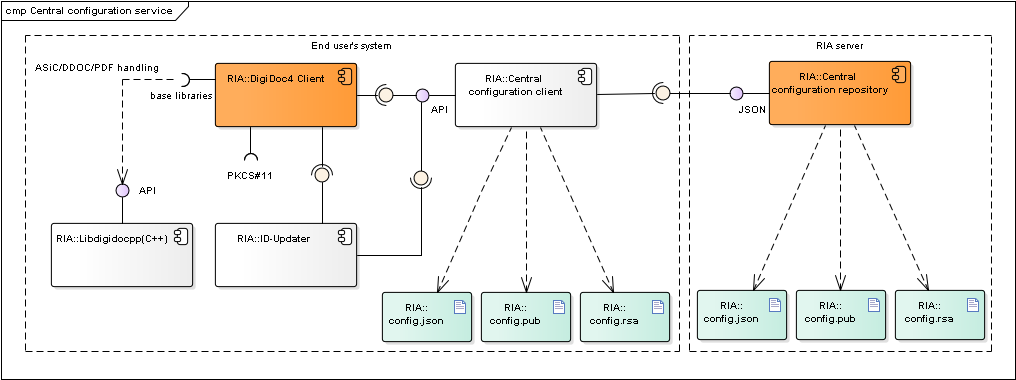 cmp Central configuration service
End user's system
RIA server
ASiC/DDOC/PDF handling
base libraries
RIA::DigiDoc4 Client
API
RIA::Central
configuration client
JSON
RIA::Central
configuration repository
PKCS#11
API
RIA::Libdigidocpp(C++)
RIA::ID-Updater
RIA::
config.json
RIA::
config.pub
RIA::
config.rsa
RIA::
config.json
RIA::
config.pub
RIA::
config.rsa